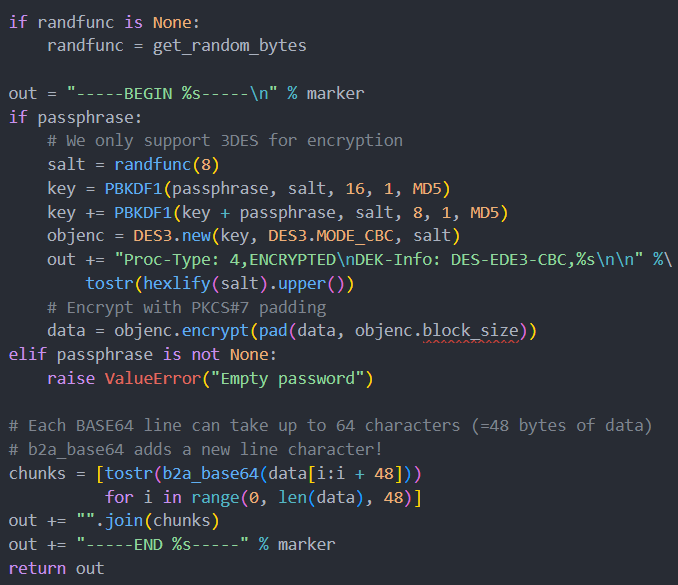 if randfunc is None:
    randfunc = get_random_bytes

out = "-----BEGIN %s-----\n" % marker
if passphrase:
    # We only support 3DES for encryption
    salt = randfunc(8)
    key = PBKDF1(passphrase, salt, 16, 1, MD5)
    key += PBKDF1(key + passphrase, salt, 8, 1, MD5)
    objenc = DES3.new(key, DES3.MODE_CBC, salt)
    out += "Proc-Type: 4,ENCRYPTED\nDEK-Info: DES-EDE3-CBC,%s\n\n" %\
        tostr(hexlify(salt).upper())
    # Encrypt with PKCS#7 padding
    data = objenc.encrypt(pad(data, objenc.block_size))
elif passphrase is not None:
    raise ValueError("Empty password")

# Each BASE64 line can take up to 64 characters (=48 bytes of data)
# b2a_base64 adds a new line character!
chunks = [tostr(b2a_base64(data[i:i + 48]))
          for i in range(0, len(data), 48)]
out += "".join(chunks)
out += "-----END %s-----" % marker
return out